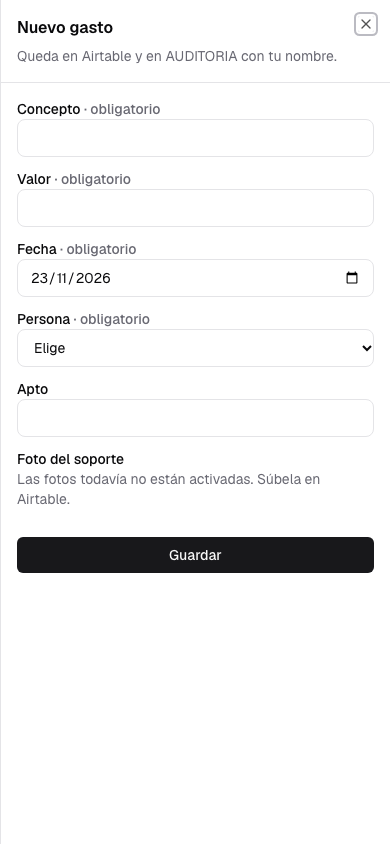 Nuevo gasto
Queda en Airtable y en AUDITORIA con tu nombre.
Concepto · obligatorio
Valor · obligatorio
Fecha · obligatorio
23/11/2026
Persona · obligatorio
Elige
Apto
Foto del soporte
Las fotos todavía no están activadas. Súbela en
Airtable.
Guardar